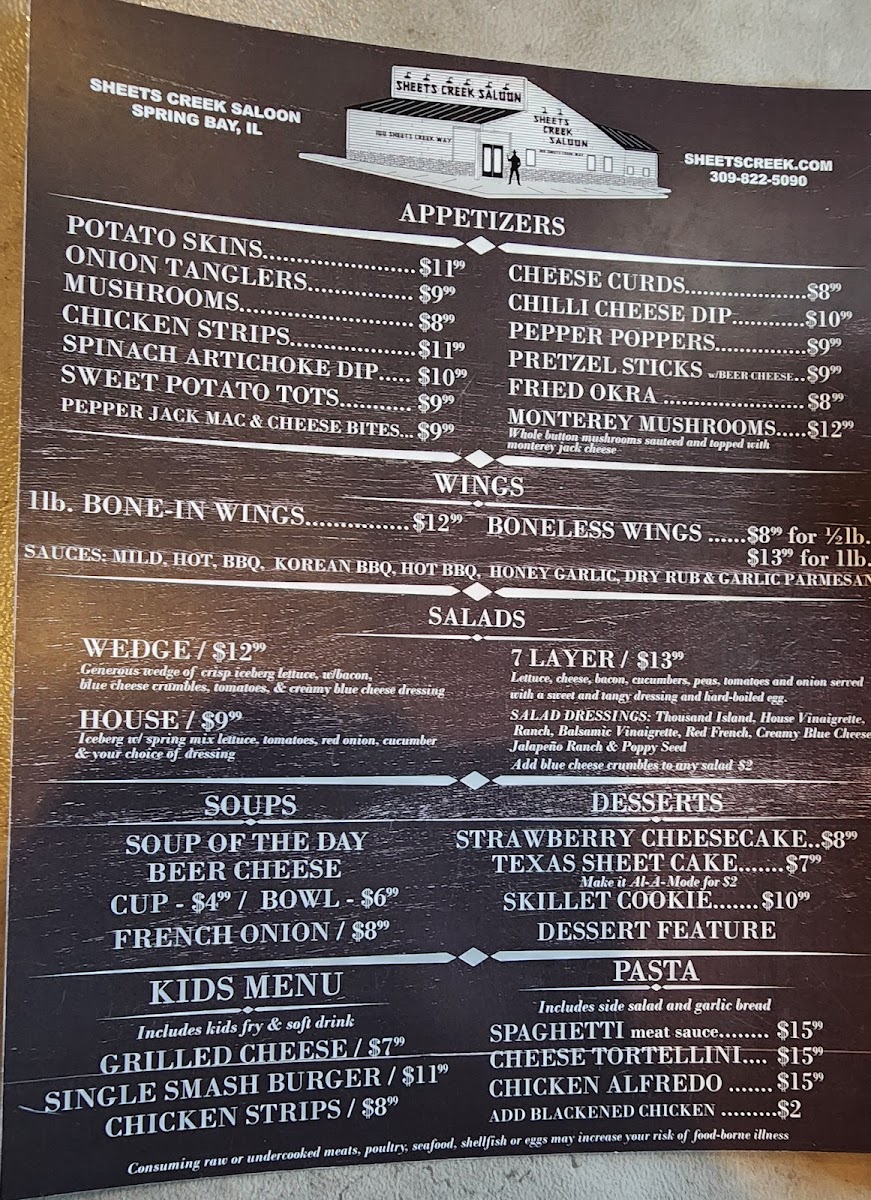 SHEETS CREEK SALOON
SPRING BAY, IL
SHEETS CREEK SALOON
SHEETS
CREEK
SALOON
SHEETSCREEK.COM
309-822-5090
APPETIZERS
POTATO SKINS....................... $11⁹⁹
ONION TANGLERS................ $9⁹⁹
MUSHROOMS.......................... $8⁹⁹
CHICKEN STRIPS................... $11⁹⁹
SPINACH ARTICHOKE DIP..... $10⁹⁹
SWEET POTATO TOTS........... $9⁹⁹
PEPPER JACK MAC & CHEESE BITES... $9⁹⁹
CHEESE CURDS...................$8⁹⁹
CHILLI CHEESE DIP...........$10⁹⁹
PEPPER POPPERS..............$9⁹⁹
PRETZEL STICKS w/BEER CHEESE..$9⁹⁹
FRIED OKRA .....................$8⁹⁹
MONTEREY MUSHROOMS.....$12⁹⁹
Whole button mushrooms sauteed and topped with
monterey jack cheese
WINGS
1lb. BONE-IN WINGS................ $12⁹⁹
BONELESS WINGS ......$8⁹⁹ for ½lb.
$13⁹⁹ for 1lb.
SAUCES: MILD, HOT, BBQ, KOREAN BBQ, HOT BBQ, HONEY GARLIC, DRY RUB & GARLIC PARMESAN
SALADS
WEDGE / $12⁹⁹
Generous wedge of crisp iceberg lettuce, w/bacon,
blue cheese crumbles, tomatoes, & creamy blue cheese dressing
HOUSE / $9⁹⁹
Iceberg w/ spring mix lettuce, tomatoes, red onion, cucumber
& your choice of dressing
7 LAYER / $13⁹⁹
Lettuce, cheese, bacon, cucumbers, peas, tomatoes and onion served
with a sweet and tangy dressing and hard-boiled egg.
SALAD DRESSINGS: Thousand Island, House Vinaigrette,
Ranch, Balsamic Vinaigrette, Red French, Creamy Blue Cheese
Jalapeño Ranch & Poppy Seed
Add blue cheese crumbles to any salad $2
SOUPS
SOUP OF THE DAY
BEER CHEESE
CUP - $4⁹⁹ / BOWL - $6⁹⁹
FRENCH ONION / $8⁹⁹
DESSERTS
STRAWBERRY CHEESECAKE..$8⁹⁹
TEXAS SHEET CAKE.......$7⁹⁹
Make it Al-A-Mode for $2
SKILLET COOKIE.......$10⁹⁹
DESSERT FEATURE
KIDS MENU
Includes kids fry & soft drink
GRILLED CHEESE / $7⁹⁹
SINGLE SMASH BURGER / $11⁹⁹
CHICKEN STRIPS / $8⁹⁹
PASTA
Includes side salad and garlic bread
SPAGHETTI meat sauce........ $15⁹⁹
CHEESE TORTELLINI.... $15⁹⁹
CHICKEN ALFREDO ....... $15⁹⁹
ADD BLACKENED CHICKEN .........$2
Consuming raw or undercooked meats, poultry, seafood, shellfish or eggs may increase your risk of food-borne illness